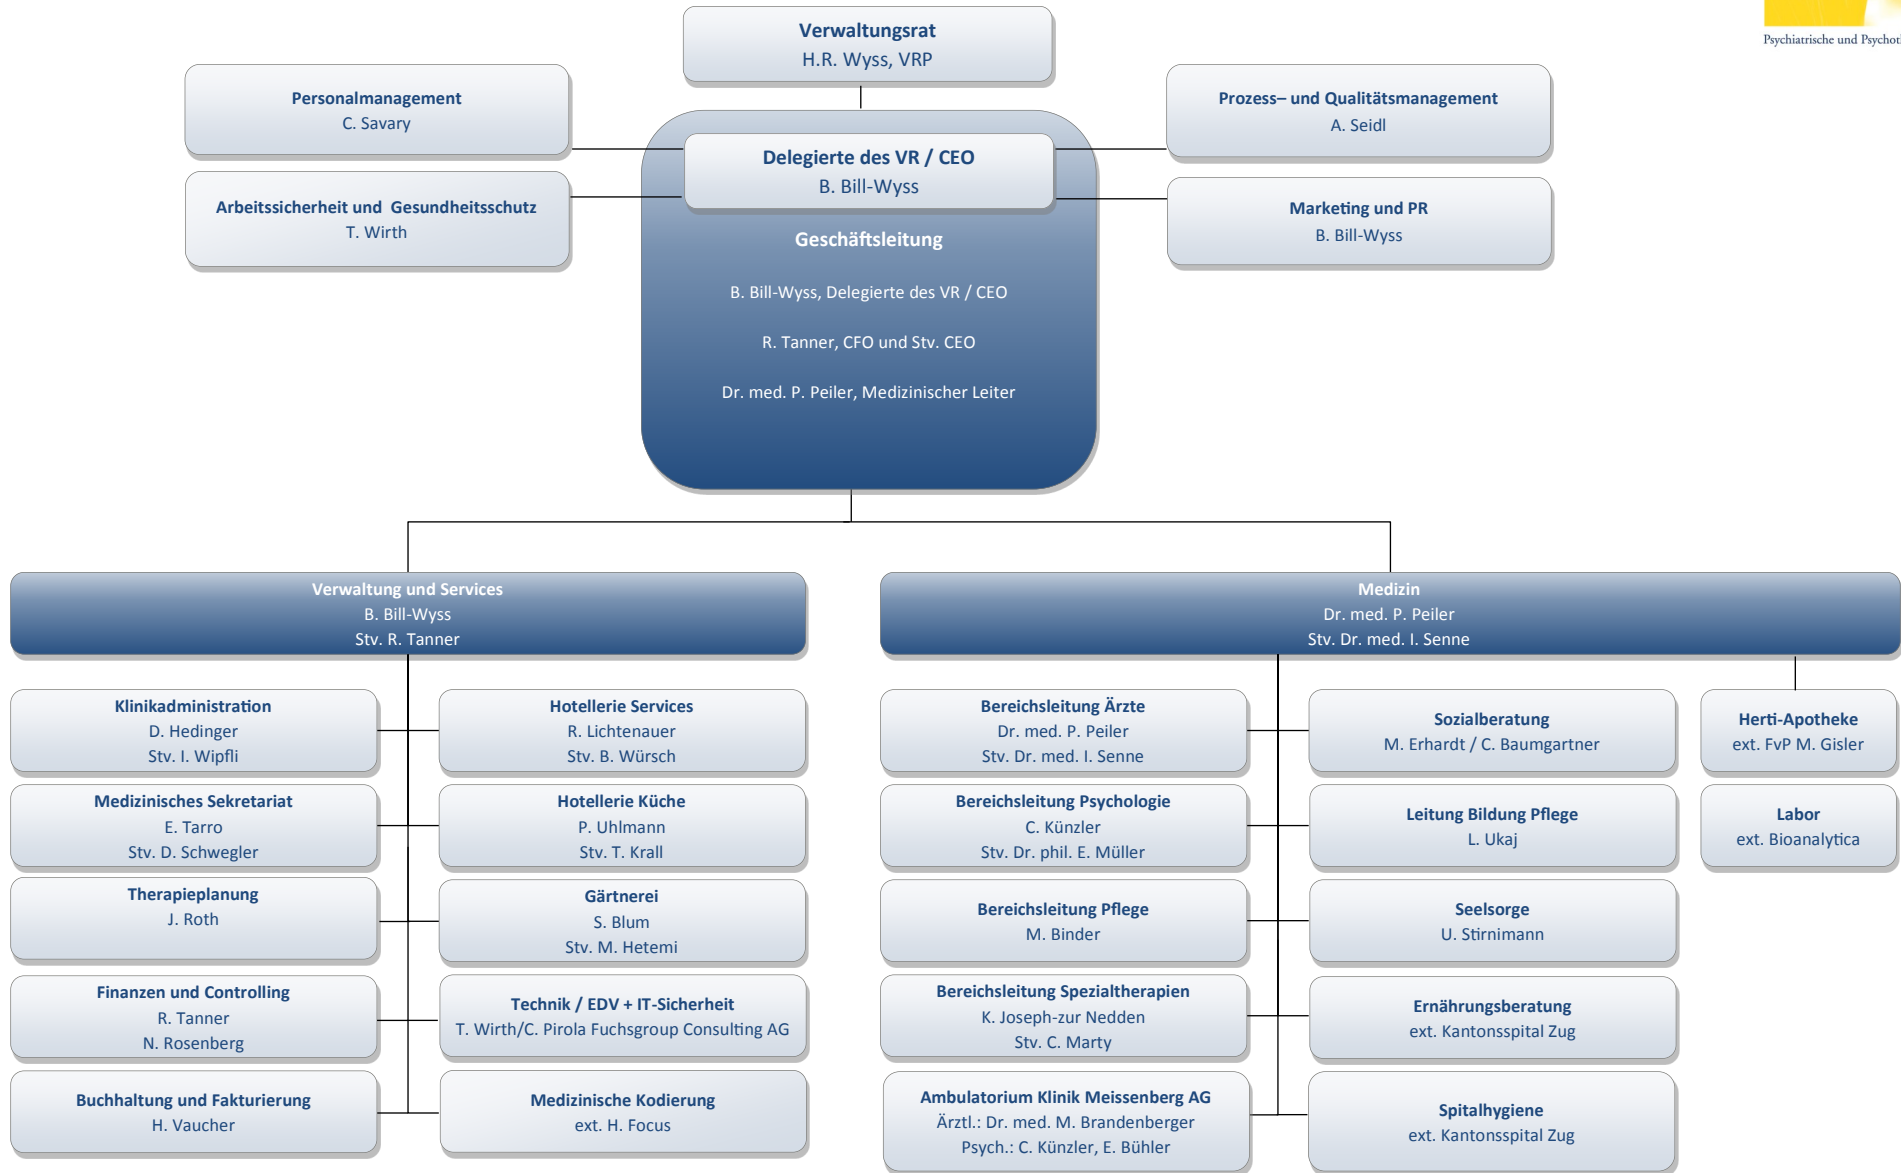 Psychiatrische und
Verwaltungsrat
H.R. Wyss, VRP
Personalmanagement
C. Savary
Prozess– und Qualitätsmanagement
A. Seidl
Delegierte des VR / CEO
B. Bill-Wyss
Arbeitssicherheit und Gesundheitsschutz
T. Wirth
Marketing und PR
B. Bill-Wyss
Geschäftsleitung
B. Bill-Wyss, Delegierte des VR / CEO
R. Tanner, CFO und Stv. CEO
Dr. med. P. Peiler, Medizinischer Leiter
Verwaltung und Services
B. Bill-Wyss
Stv. R. Tanner
Medizin
Dr. med. P. Peiler
Stv. Dr. med. I. Senne
Klinikadministration
D. Hedinger
Stv. I. Wipfli
Hotellerie Services
R. Lichtenauer
Stv. B. Würsch
Bereichsleitung Ärzte
Dr. med. P. Peiler
Stv. Dr. med. I. Senne
Sozialberatung
M. Erhardt / C. Baumgartner
Herti-Apotheke
ext. FvP M. Gisler
Medizinisches Sekretariat
E. Tarro
Stv. D. Schwegler
Hotellerie Küche
P. Uhlmann
Stv. T. Krall
Bereichsleitung Psychologie
C. Künzler
Stv. Dr. phil. E. Müller
Leitung Bildung Pflege
L. Ukaj
Labor
ext. Bioanalytica
Therapieplanung
J. Roth
Gärtnerei
S. Blum
Stv. M. Hetemi
Bereichsleitung Pflege
M. Binder
Seelsorge
U. Stirnimann
Finanzen und Controlling
R. Tanner
N. Rosenberg
Technik / EDV + IT-Sicherheit
T. Wirth/C. Pirola Fuchsgroup Consulting AG
Bereichsleitung Spezialtherapien
K. Joseph-zur Nedden
Stv. C. Marty
Ernährungsberatung
ext. Kantonsspital Zug
Buchhaltung und Fakturierung
H. Vaucher
Medizinische Kodierung
ext. H. Focus
Ambulatorium Klinik Meissenberg AG
Ärztl.: Dr. med. M. Brandenberger
Psych.: C. Künzler, E. Bühler
Spitalhygiene
ext. Kantonsspital Zug